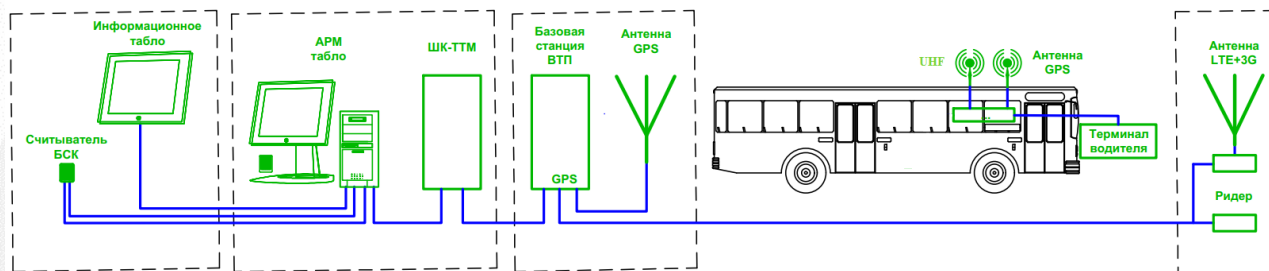 Информационное
табло
Считыватель
БСК
АРМ
табло
ШК-ТТМ
Базовая
станция
ВТП
GPS
Антенна
GPS
UHF
Антенна
GPS
Терминал
водителя
Антенна
LTE+3G
Ридер